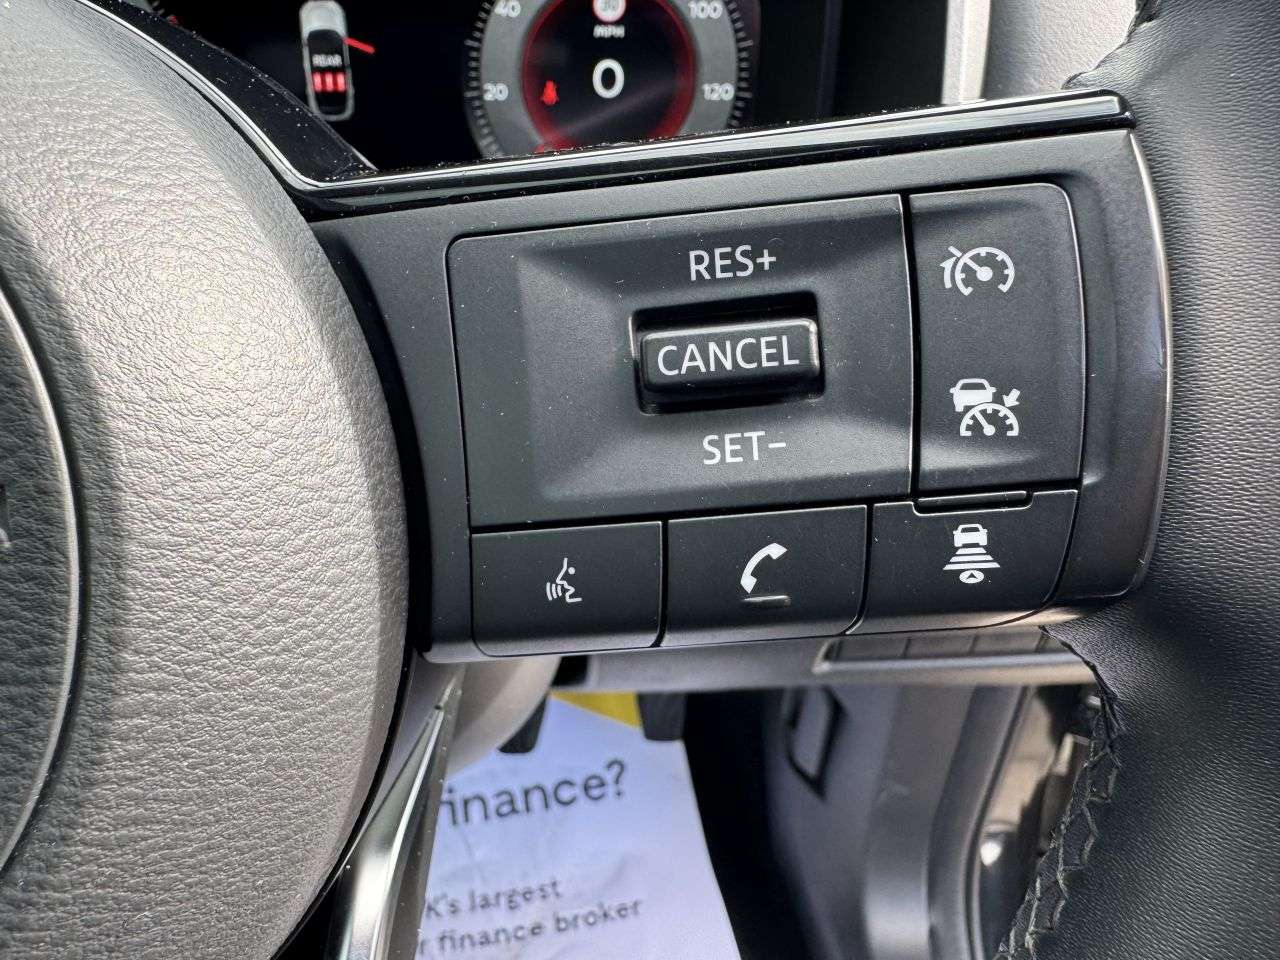 40
100
MPH
REAR
0
20
120
RES+
CANCEL
SET-
finance?
K's largest
r finance broker